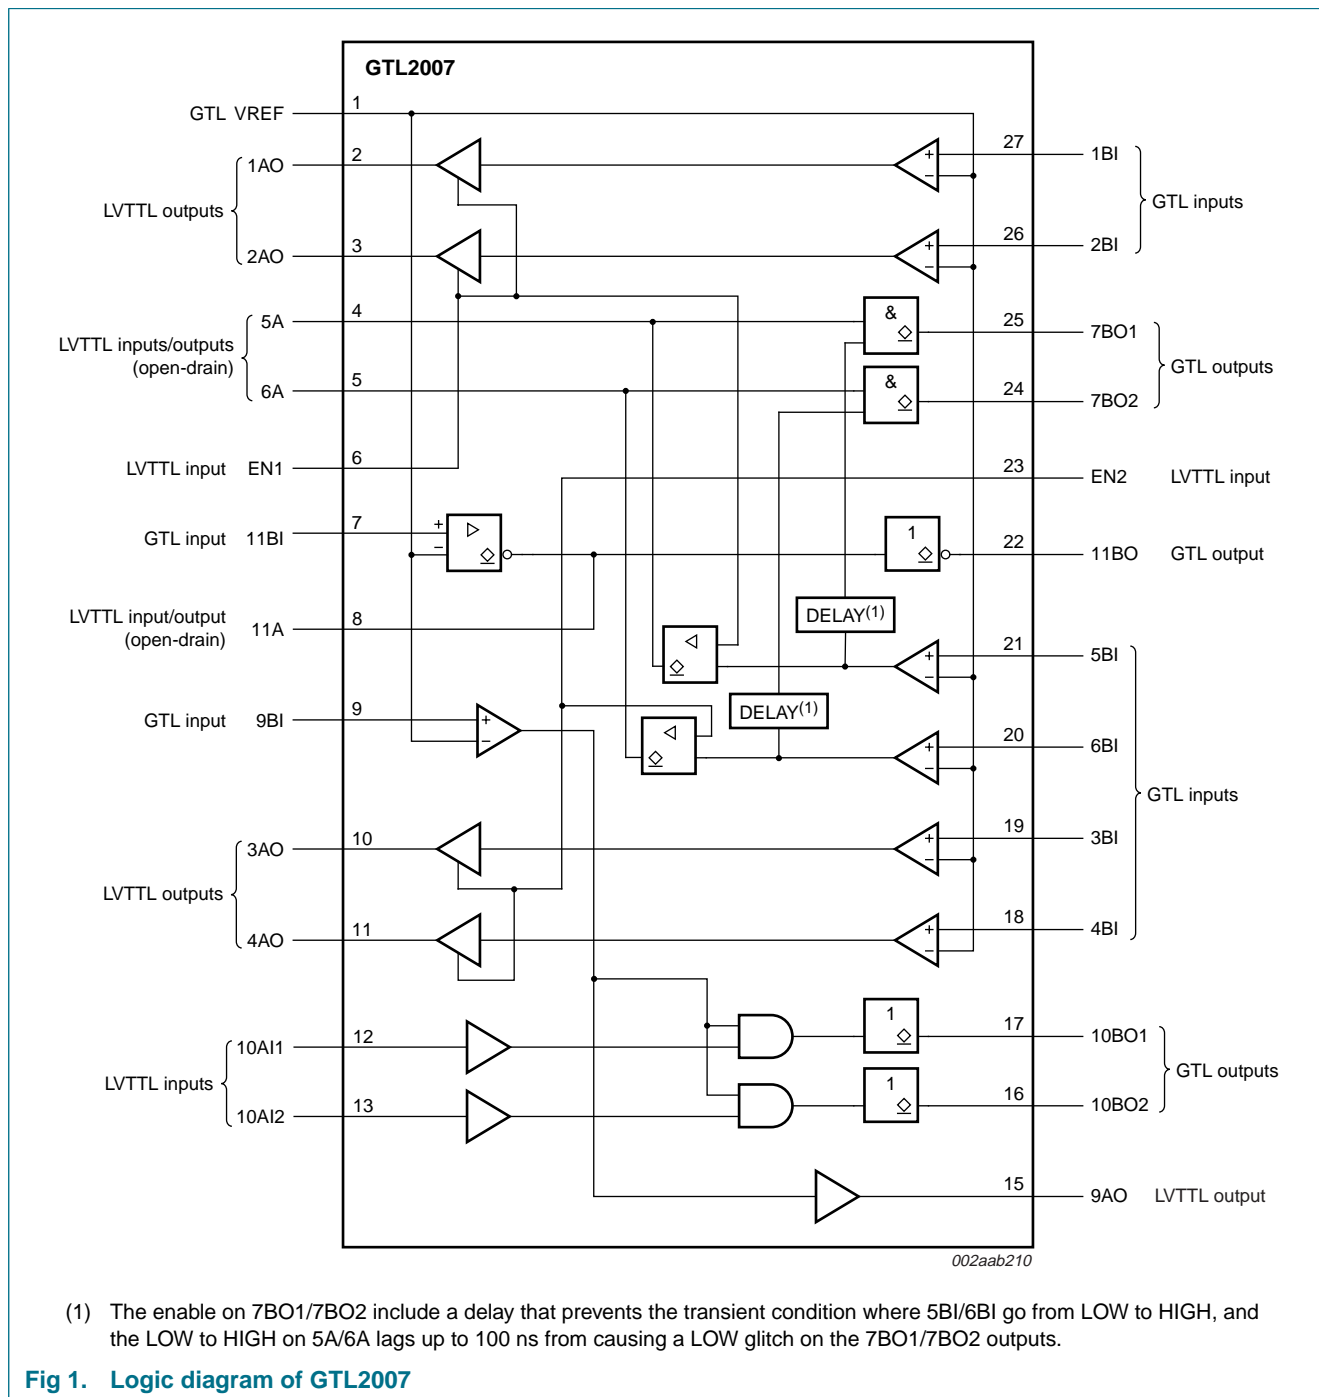 GTL2007
GTL VREF 1
1AO 2
LVTTL outputs
2AO 3
5A 4
LVTTL inputs/outputs
(open-drain)
6A 5
LVTTL input EN1 6
GTL input 11BI 7
LVTTL input/output
(open-drain)
11A 8
GTL input 9BI 9
3AO 10
LVTTL outputs
4AO 11
10AI1 12
LVTTL inputs
10AI2 13
+
−
+
−
&
&
+
−
1
DELAY(1)
+
−
DELAY(1)
+
−
+
−
+
−
+
−
1
1
27 1BI
GTL inputs
26 2BI
25 7BO1
GTL outputs
24 7BO2
23 EN2 LVTTL input
22 11BO GTL output
21 5BI
20 6BI
GTL inputs
19 3BI
18 4BI
17 10BO1
GTL outputs
16 10BO2
15 9AO LVTTL output
002aab210
(1) The enable on 7BO1/7BO2 include a delay that prevents the transient condition where 5BI/6BI go from LOW to HIGH, and
the LOW to HIGH on 5A/6A lags up to 100 ns from causing a LOW glitch on the 7BO1/7BO2 outputs.
Fig 1. Logic diagram of GTL2007